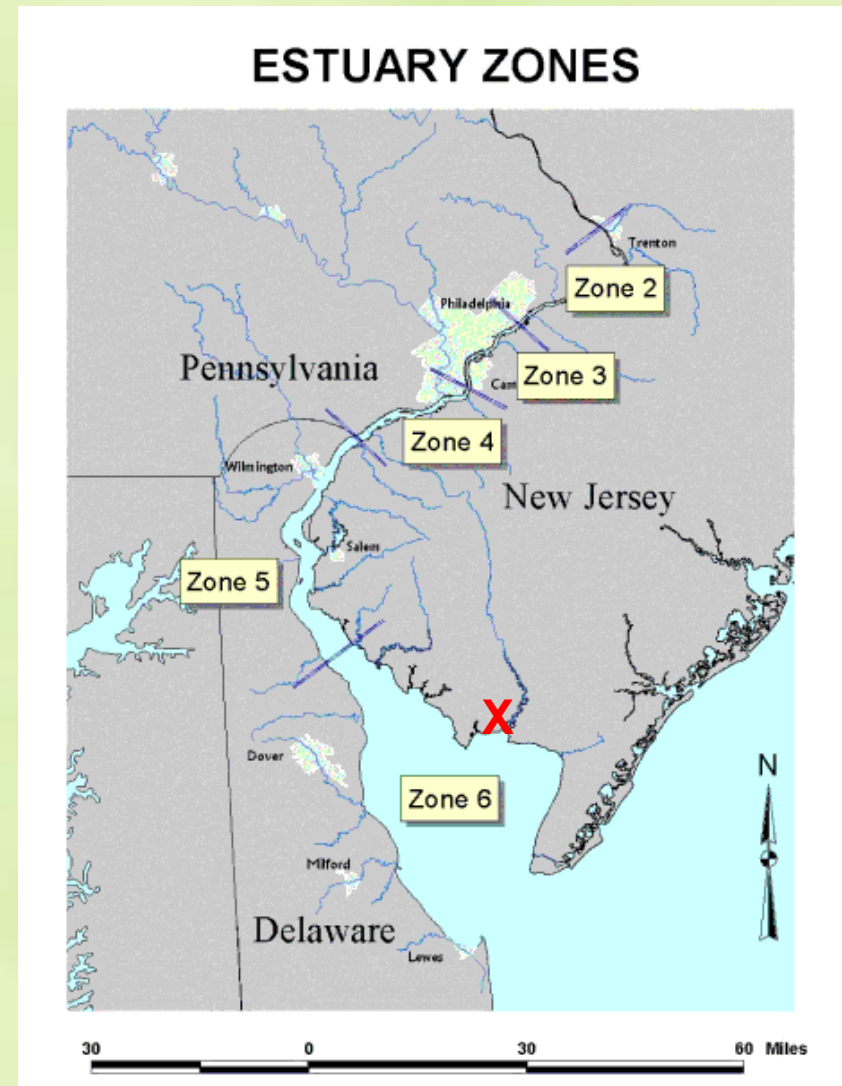 ESTUARY ZONES
Trenton
Zone 2
Philadelphia
Pennsylvania
Cam
Zone 3
Zone 4
Wilmington
New Jersey
Salem
Zone 5
X
Dover
Zone 6
N
Milford
Delaware
Lewes
30 0 30 60 Miles